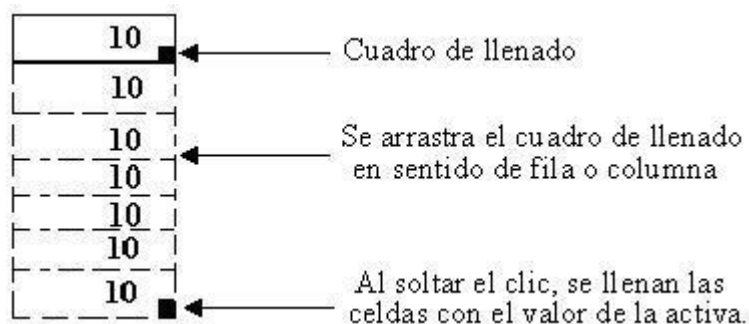 10
Cuadro de llenado
10
10
Se arrastra el cuadro de llenado
en sentido de fila o columna
10
10
10
10
Al soltar el clic, se llenan las
celdas con el valor de la activa.